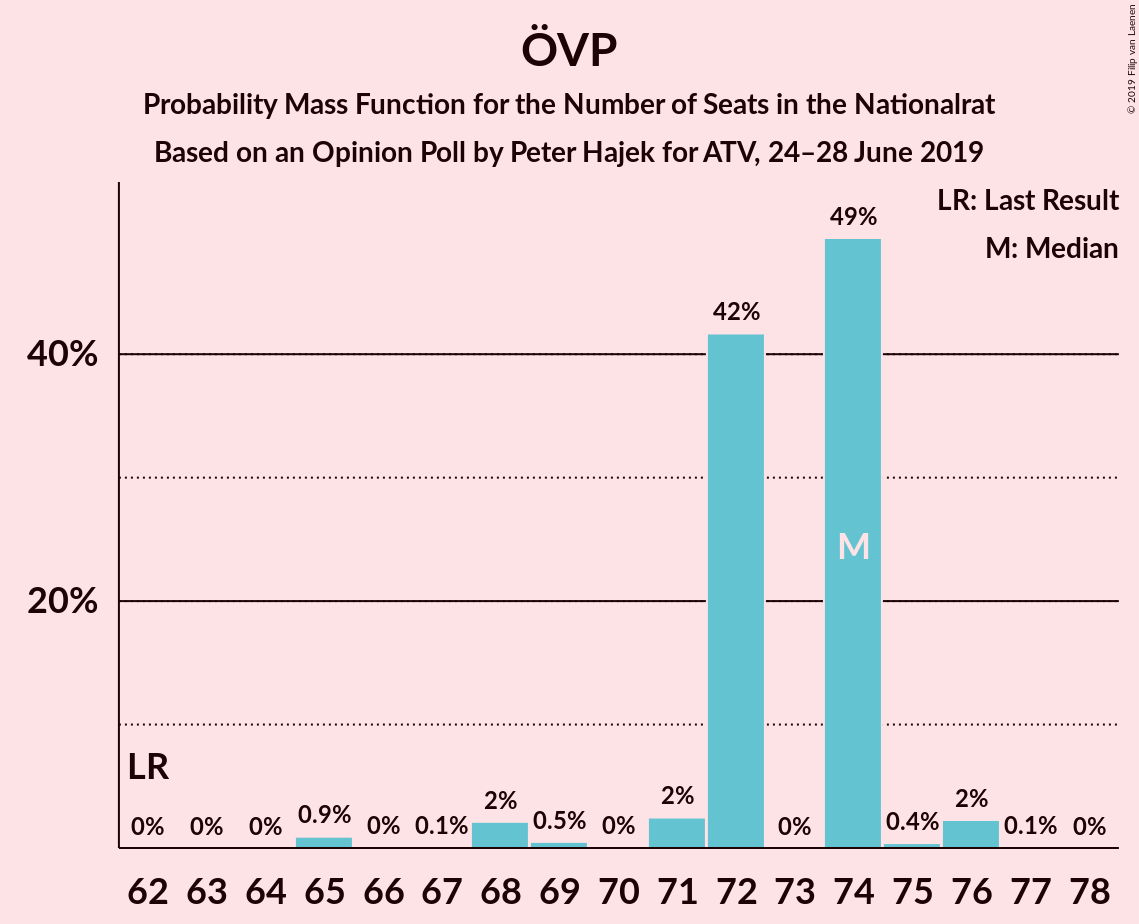 ÖVP
Probability Mass Function for the Number of Seats in the Nationalrat
Based on an Opinion Poll by Peter Hajek for ATV, 24–28 June 2019
© 2019 Filip van Laenen
LR: Last Result
M: Median
49%
42%
40%
M
20%
LR
0% 0% 0% 0.9% 0% 0.1% 2% 0.5% 0% 2% 0% 0.4% 2% 0.1% 0%
62 63 64 65 66 67 68 69 70 71 72 73 74 75 76 77 78